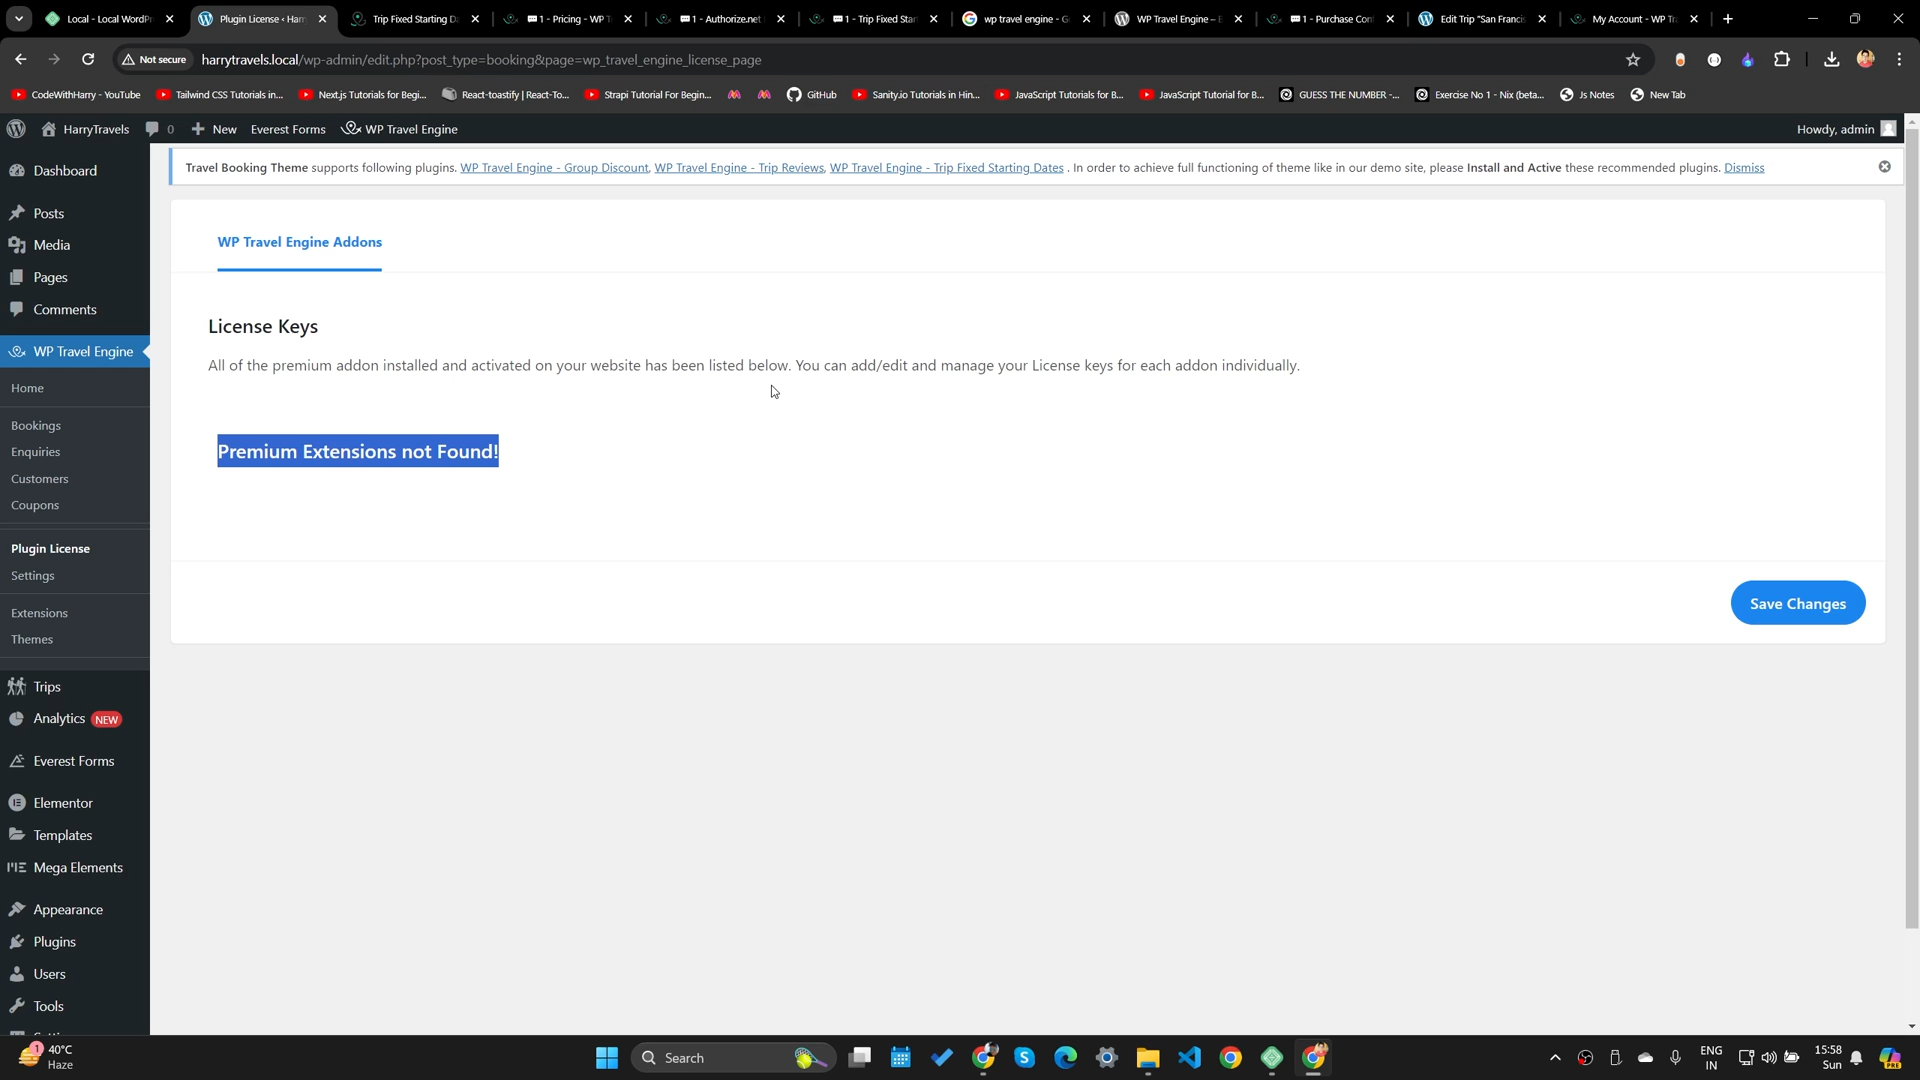 Local - Local WordPr
Plugin License ‹ Har
Trip Fixed Starting D
1 - Pricing - WP T
1 - Authorize.net
1 - Trip Fixed Star
wp travel engine - G
WP Travel Engine – B
1 - Purchase Con
Edit Trip "San Francis
My Account - WP Tr
Not secure
harrytravels.local/wp-admin/edit.php?post_type=booking&page=wp_travel_engine_license_page
CodeWithHarry - YouTube
Tailwind CSS Tutorials in...
Next.js Tutorials for Begi...
React-toastify | React-To...
Strapi Tutorial For Begin...
GitHub
Sanity.io Tutorials in Hin...
JavaScript Tutorials for B...
JavaScript Tutorial for B...
GUESS THE NUMBER -...
Exercise No 1 - Nix (beta...
Js Notes
New Tab
HarryTravels
0
New
Everest Forms
WP Travel Engine
Howdy, admin
Travel Booking Theme supports following plugins. WP Travel Engine - Group Discount, WP Travel Engine - Trip Reviews, WP Travel Engine - Trip Fixed Starting Dates . In order to achieve full functioning of theme like in our demo site, please Install and Active these recommended plugins. Dismiss
Dashboard
Posts
Media
Pages
Comments
WP Travel Engine
Home
Bookings
Enquiries
Customers
Coupons
Plugin License
Settings
Extensions
Themes
Trips
Analytics NEW
Everest Forms
Elementor
Templates
Mega Elements
Appearance
Plugins
Users
Tools
WP Travel Engine Addons
License Keys
All of the premium addon installed and activated on your website has been listed below. You can add/edit and manage your License keys for each addon individually.
Premium Extensions not Found!
Save Changes
1
40°C
Haze
Search
ENG
IN
15:58
Sun
PRE